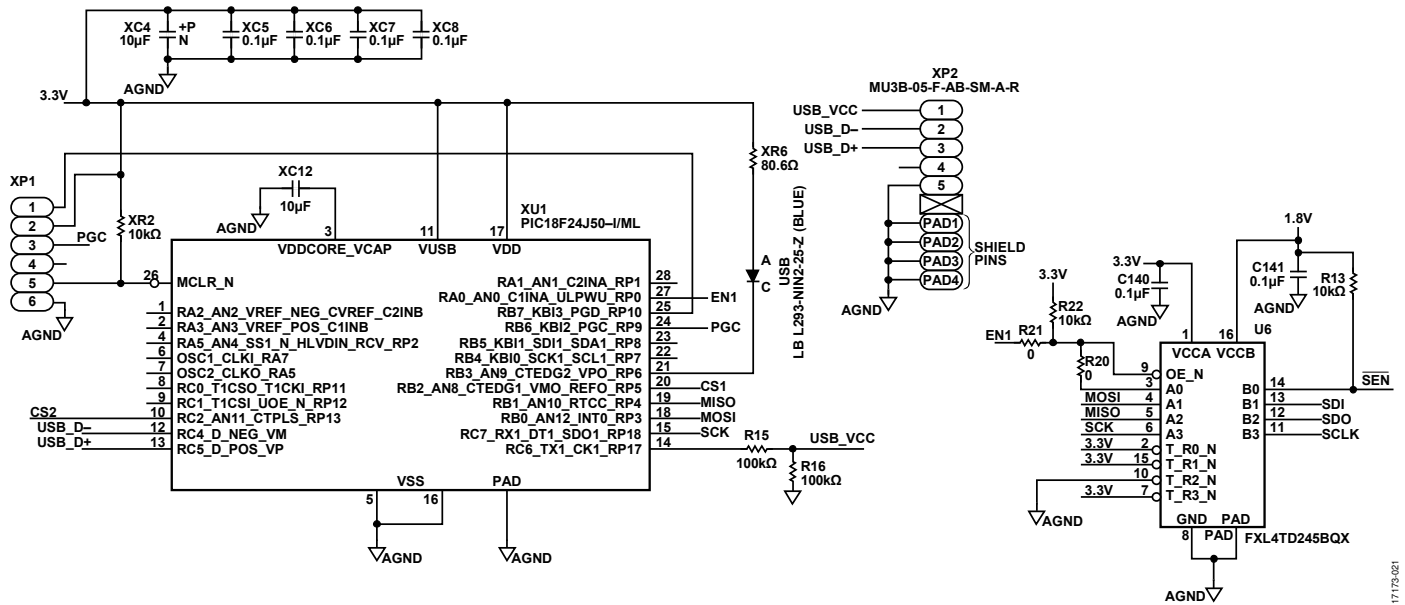 XC4
10µF
+P
N
XC5
0.1µF
XC6
0.1µF
XC7
0.1µF
XC8
0.1µF
AGND
3.3V
XP1
1
2
3
4
5
6
PGC
AGND
XR2
10kΩ
XC12
10µF
AGND
XU1
PIC18F24J50–I/ML
3
11
17
VDDCORE_VCAP
VUSB
VDD
26
MCLR_N
1
RA2_AN2_VREF_NEG_CVREF_C2INB
2
RA3_AN3_VREF_POS_C1INB
4
RA5_AN4_SS1_N_HLVDIN_RCV_RP2
6
OSC1_CLKI_RA7
7
OSC2_CLKO_RA5
8
RC0_T1CSO_T1CKI_RP11
9
RC1_T1CSI_UOE_N_RP12
CS2
10
RC2_AN11_CTPLS_RP13
USB_D–
12
RC4_D_NEG_VM
USB_D+
13
RC5_D_POS_VP
RA1_AN1_C2INA_RP1
28
RA0_AN0_C1INA_ULPWU_RP0
27
EN1
RB7_KBI3_PGD_RP10
25
RB6_KBI2_PGC_RP9
24
PGC
RB5_KBI1_SDI1_SDA1_RP8
23
RB4_KBI0_SCK1_SCL1_RP7
22
RB3_AN9_CTEDG2_VPO_RP6
21
RB2_AN8_CTEDG1_VMO_REFO_RP5
20
CS1
RB1_AN10_RTCC_RP4
19
MISO
RB0_AN12_INT0_RP3
18
MOSI
RC7_RX1_DT1_SDO1_RP18
15
SCK
RC6_TX1_CK1_RP17
14
VSS
PAD
5
16
AGND
AGND
XR6
80.6Ω
A
C
USB
LB L293-NIN2-25-Z (BLUE)
R15
100kΩ
USB_VCC
R16
100kΩ
XP2
MU3B-05-F-AB-SM-A-R
USB_VCC
1
USB_D–
2
USB_D+
3
4
5
PAD1
PAD2
PAD3
PAD4
SHIELD
PINS
AGND
1.8V
3.3V
C140
0.1µF
AGND
C141
0.1µF
AGND
R13
10kΩ
3.3V
R22
10kΩ
EN1
R21
0
R20
0
U6
1
16
VCCA
VCCB
9
OE_N
3
A0
MOSI
4
A1
MISO
5
A2
SCK
6
A3
3.3V
2
T_R0_N
3.3V
15
T_R1_N
10
T_R2_N
3.3V
7
T_R3_N
AGND
B0
14
SEN
B1
13
SDI
B2
12
SDO
B3
11
SCLK
GND
PAD
8
PAD
FXL4TD245BQX
AGND
17173-021